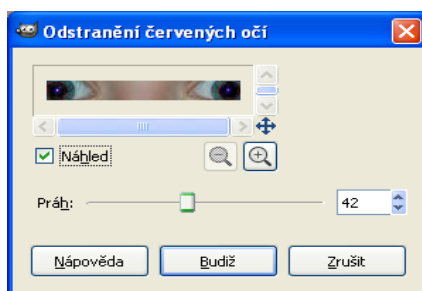 Odstranění červených očí
Náhled
Práh: 42
Nápověda Budiž Zrušit